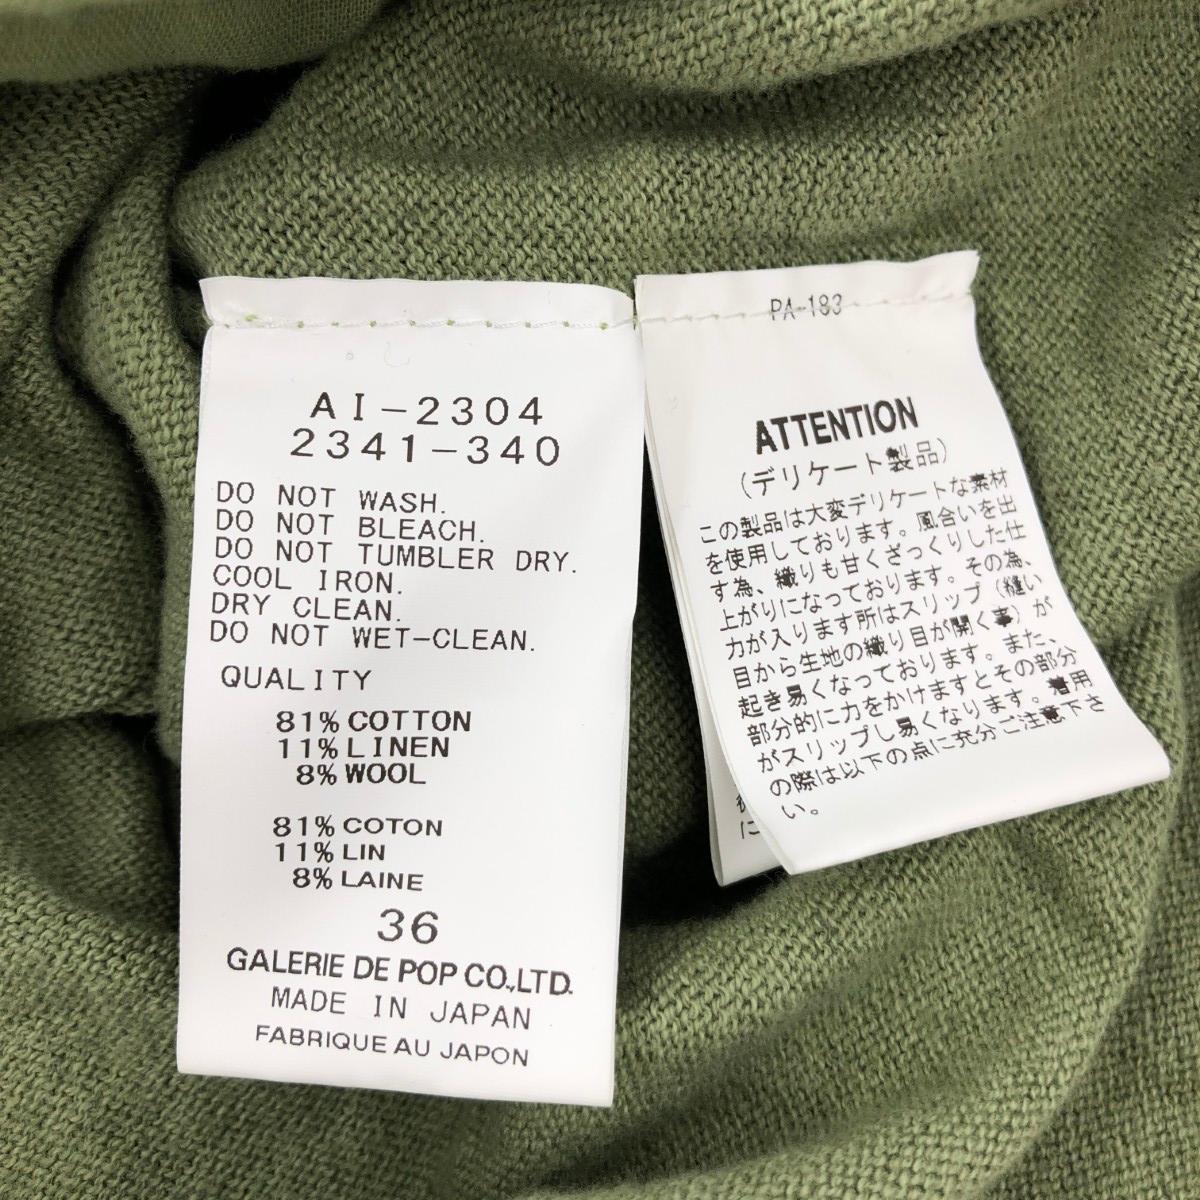 AI-2304
2341-340
DO NOT WASH.
DO NOT BLEACH.
DO NOT TUMBLER DRY.
COOL IRON.
DRY CLEAN.
DO NOT WET-CLEAN.
QUALITY
81% COTTON
11% LINEN
8% WOOL
81% COTON
11% LIN
8% LAINE
36
GALERIE DE POP CO.,LTD.
MADE IN JAPAN
FABRIQUE AU JAPON
PA-183
ATTENTION
(デリケート製品)
この製品は大変デリケートな素材
を使用しております。風合いを出
す為、織りも甘くざっくりした仕
上がりになっております。その為、
力が入ります所はスリップ(縫い
目から生地の織り目が開く事)が
起き易くなっております。また、
部分的に力をかけますとその部分
がスリップし易くなります。着用
の際は以下の点に充分ご注意下さ
い。
に